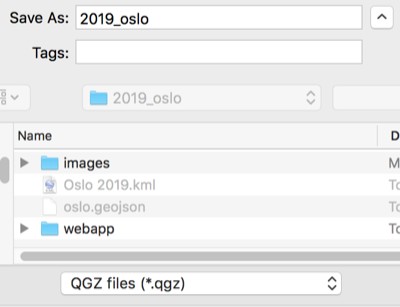 Save As: 2019_oslo
Tags:
2019_oslo
Name D
images M
Oslo 2019.kml To
oslo.geojson To
webapp To
QGZ files (*.qgz)